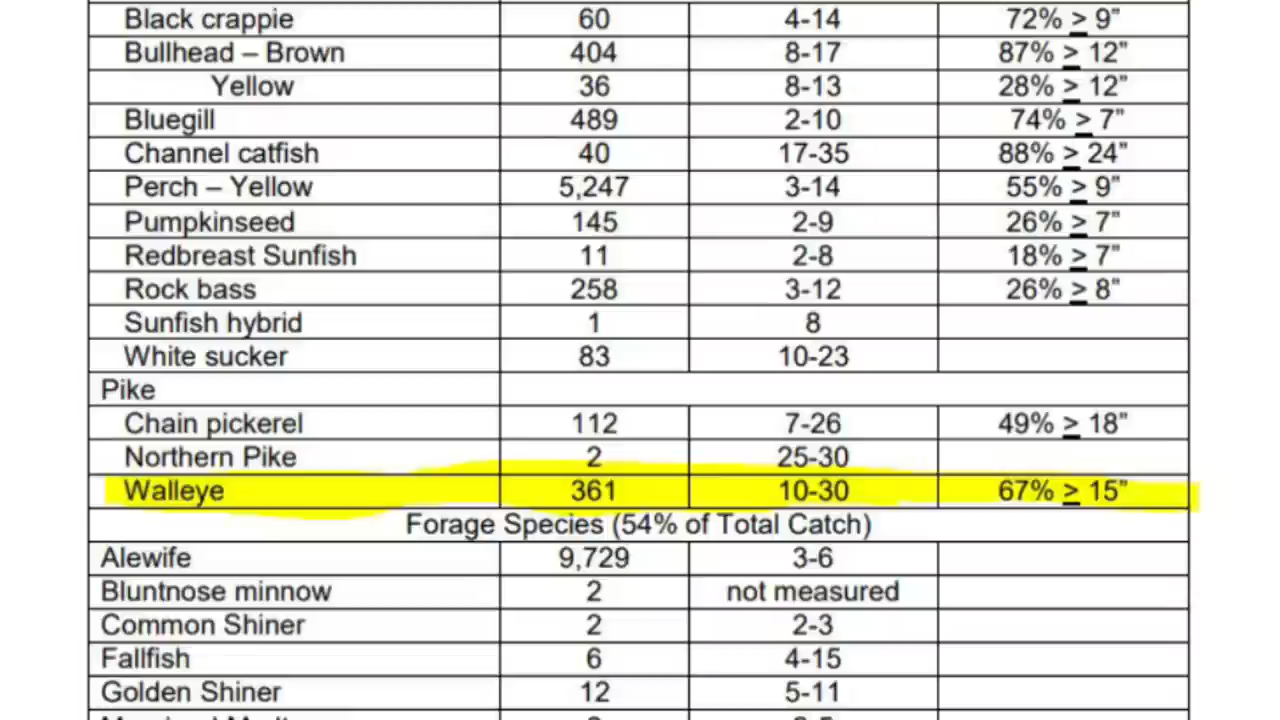 Black crappie 60 4-14 72% ≥ 9"
Bullhead – Brown 404 8-17 87% ≥ 12"
Yellow 36 8-13 28% ≥ 12"
Bluegill 489 2-10 74% ≥ 7"
Channel catfish 40 17-35 88% ≥ 24"
Perch – Yellow 5,247 3-14 55% ≥ 9"
Pumpkinseed 145 2-9 26% ≥ 7"
Redbreast Sunfish 11 2-8 18% ≥ 7"
Rock bass 258 3-12 26% ≥ 8"
Sunfish hybrid 1 8
White sucker 83 10-23
Pike
Chain pickerel 112 7-26 49% ≥ 18"
Northern Pike 2 25-30
Walleye 361 10-30 67% ≥ 15"
Forage Species (54% of Total Catch)
Alewife 9,729 3-6
Bluntnose minnow 2 not measured
Common Shiner 2 2-3
Fallfish 6 4-15
Golden Shiner 12 5-11